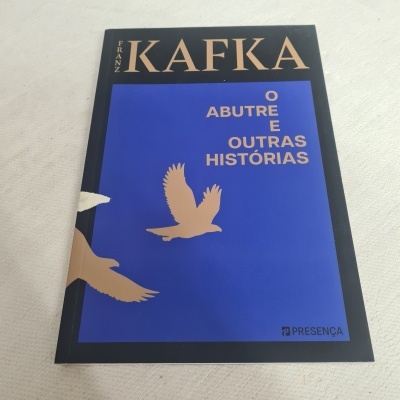 FRANZ
KAFKA
O
ABUTRE
E
OUTRAS
HISTÓRIAS
PRESENÇA